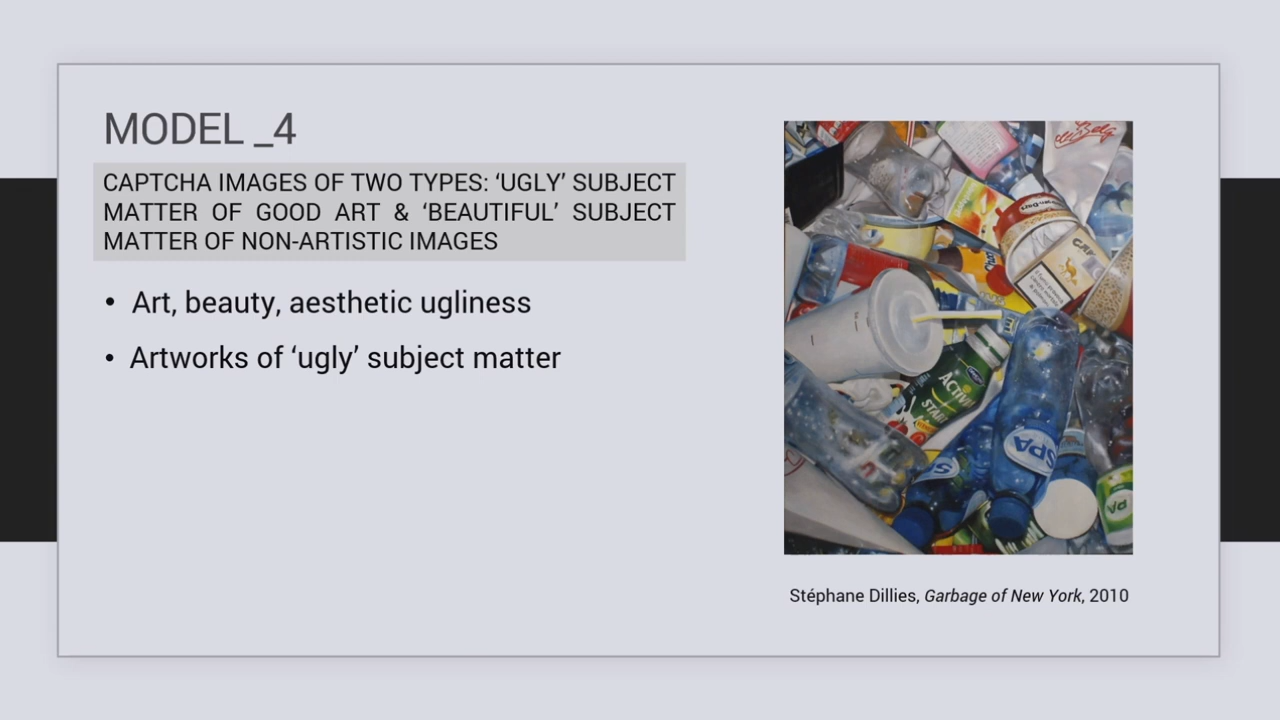 MODEL _4
CAPTCHA IMAGES OF TWO TYPES: ‘UGLY’ SUBJECT
MATTER OF GOOD ART & ‘BEAUTIFUL’ SUBJECT
MATTER OF NON-ARTISTIC IMAGES
• Art, beauty, aesthetic ugliness
• Artworks of ‘ugly’ subject matter
SPA
Stéphane Dillies, Garbage of New York, 2010